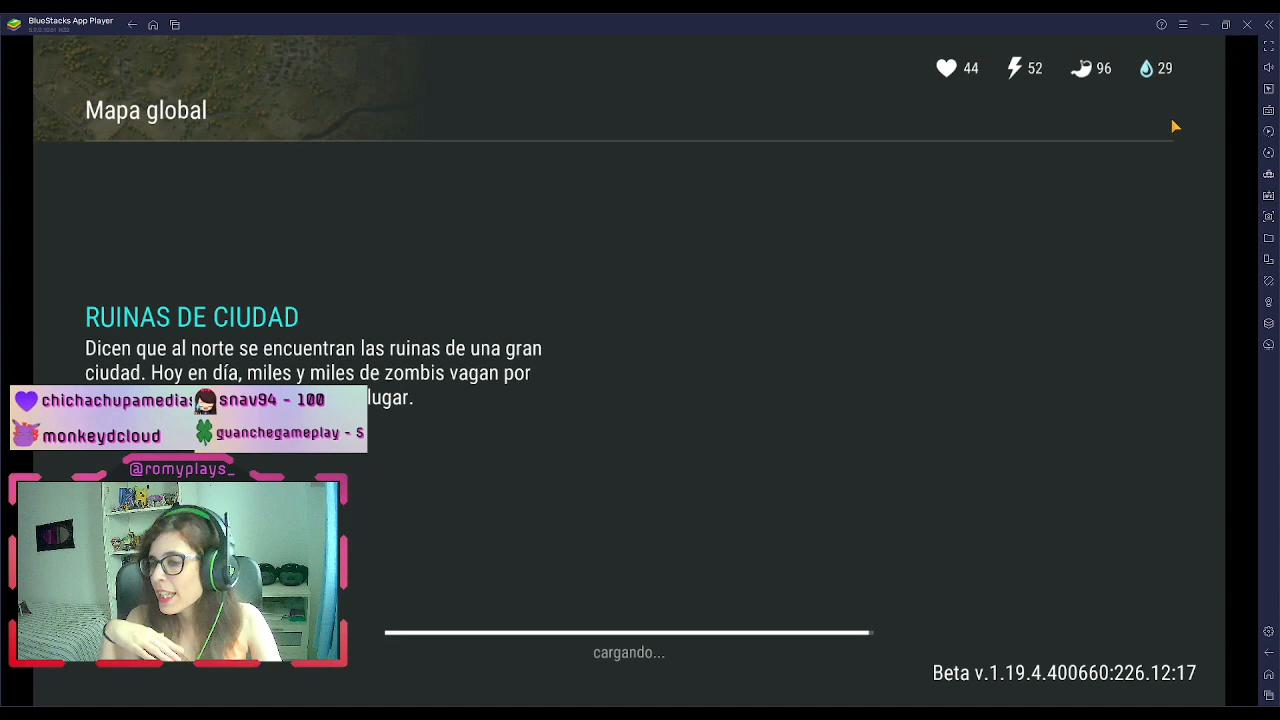 BlueStacks App Player
44
52
96
29
Mapa global
RUINAS DE CIUDAD
Dicen que al norte se encuentran las ruinas de una gran
ciudad. Hoy en día, miles y miles de zombis vagan por
lugar.
chichachupamedias
snav94 - 100
monkeydcloud
guanchegameplay - S
@romyplays_
cargando...
Beta v.1.19.4.400660:226.12:17